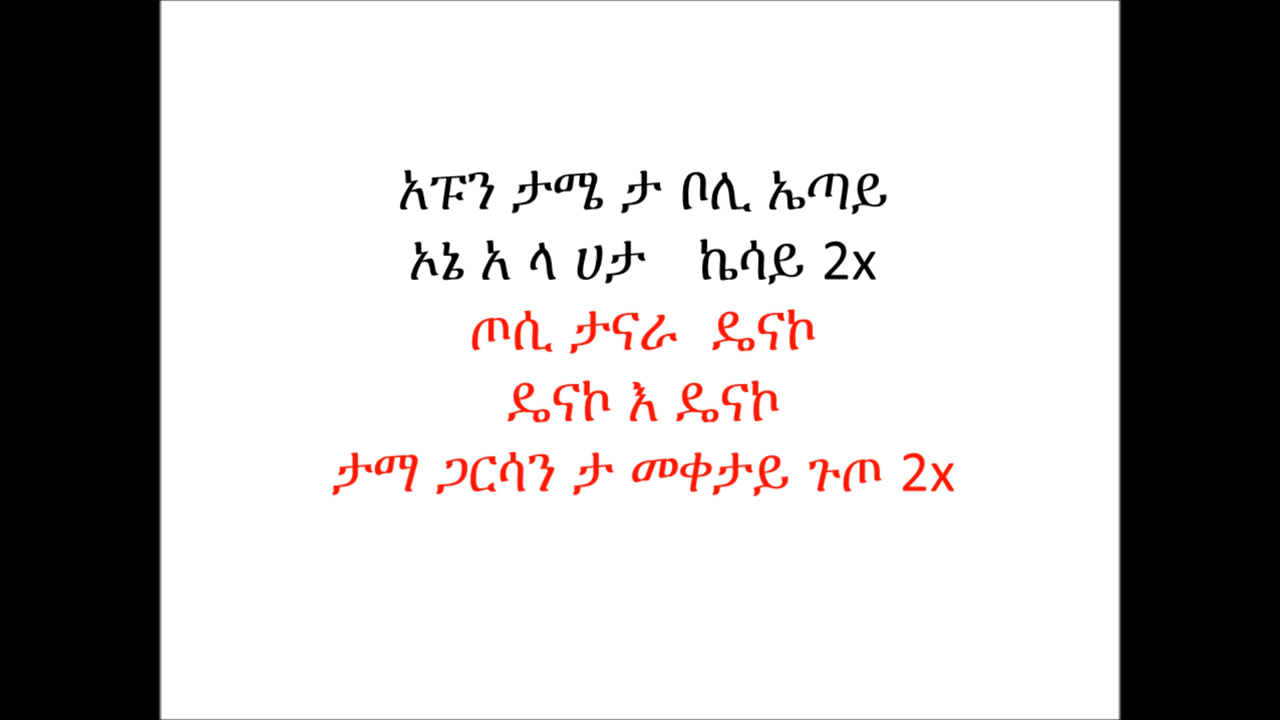 አፑን ታሜ ታ ቦሊ ኤጣይ
ኦኔ አ ላ ሀታ ኬሳይ 2x
ጦሲ ታናራ ዴናኮ
ዴናኮ እ ዴናኮ
ታማ ጋርሳን ታ መቀታይ ጉጦ 2x